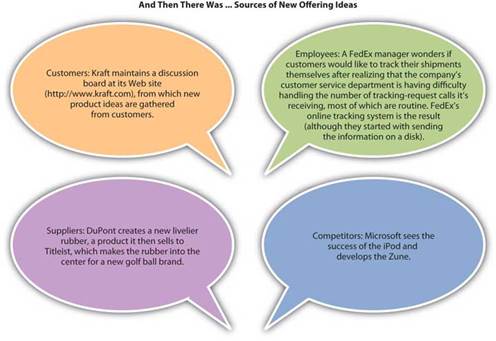 And Then There Was ... Sources of New Offering Ideas
Customers: Kraft maintains a discussion
board at its Web site
(http://www.kraft.com), from which new
product ideas are gathered
from customers.
Employees: A FedEx manager wonders if
customers would like to track their shipments
themselves after realizing that the company's
customer service department is having difficulty
handling the number of tracking-request calls it's
receiving, most of which are routine. FedEx's
online tracking system is the result
(although they started with sending
the information on a disk).
Suppliers: DuPont creates a new livelier
rubber, a product it then sells to
Titleist, which makes the rubber into the
center for a new golf ball brand.
Competitors: Microsoft sees the
success of the iPod and
develops the Zune.